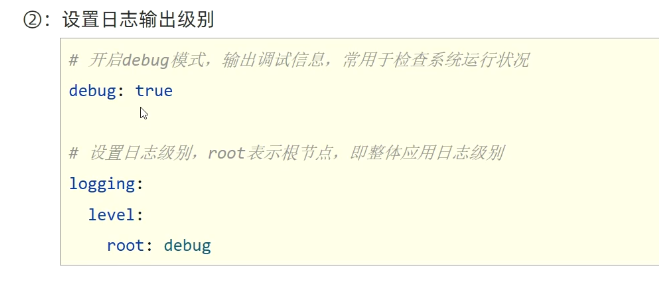 ②：设置日志输出级别
# 开启debug模式，输出调试信息，常用于检查系统运行状况
debug: true
# 设置日志级别，root表示根节点，即整体应用日志级别
logging:
  level:
    root: debug